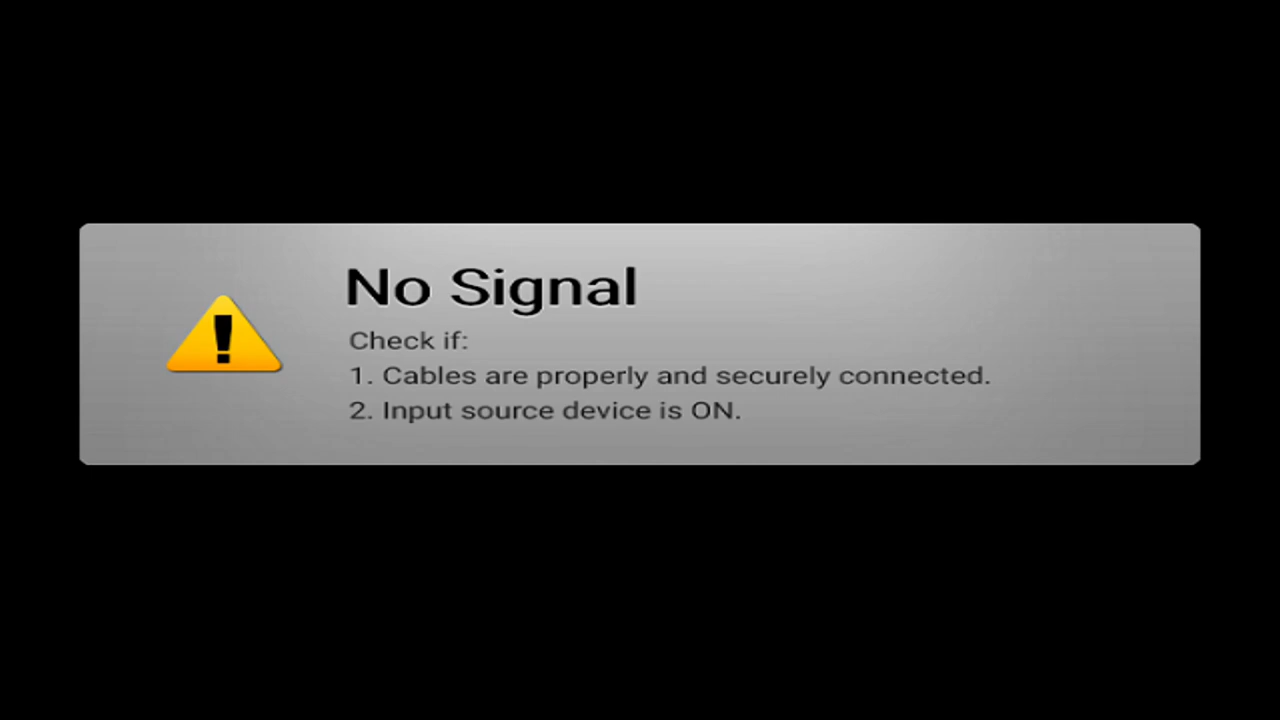 No Signal
Check if:
1. Cables are properly and securely connected.
2. Input source device is ON.